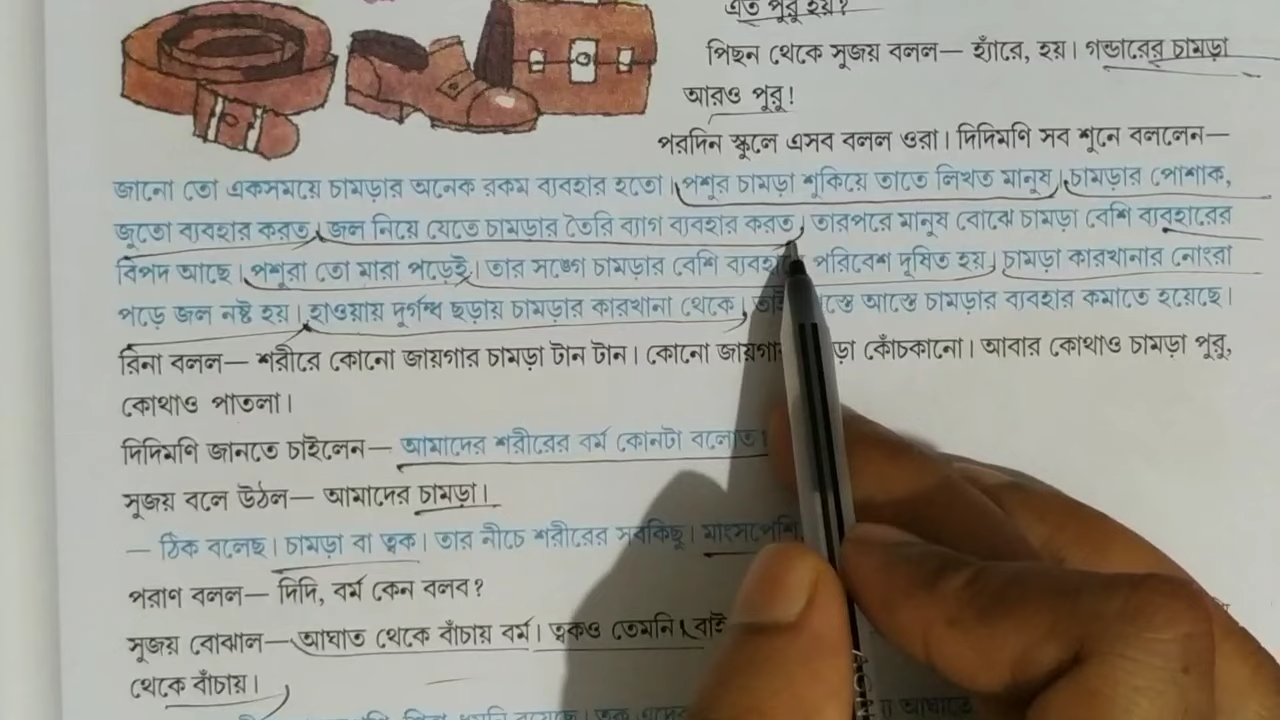 এত পুরু হয়?
পিছন থেকে সুজয় বলল— হ্যাঁরে, হয়। গন্ডারের চামড়া
আরও পুরু!
পরদিন স্কুলে এসব বলল ওরা। দিদিমণি সব শুনে বললেন—
জানো তো একসময়ে চামড়ার অনেক রকম ব্যবহার হতো। পশুর চামড়া শুকিয়ে তাতে লিখত মানুষ। চামড়ার পোশাক,
জুতো ব্যবহার করত। জল নিয়ে যেতে চামড়ার তৈরি ব্যাগ ব্যবহার করত। তারপরে মানুষ বোঝে চামড়া বেশি ব্যবহারের
বিপদ আছে। পশুরা তো মারা পড়েই। তার সঙ্গে চামড়ার বেশি ব্যবহারে পরিবেশ দূষিত হয়। চামড়া কারখানার নোংরা
পড়ে জল নষ্ট হয়। হাওয়ায় দুর্গন্ধ ছড়ায় চামড়ার কারখানা থেকে। তাই আস্তে আস্তে চামড়ার ব্যবহার কমাতে হয়েছে।
রিনা বলল— শরীরে কোনো জায়গার চামড়া টান টান। কোনো কোঁচকানো। আবার কোথাও চামড়া পুরু,
কোথাও পাতলা।
দিদিমণি জানতে চাইলেন— আমাদের শরীরের বর্ম কোনটা বলোত।
সুজয় বলে উঠল— আমাদের চামড়া।
— ঠিক বলেছ। চামড়া বা ত্বক। তার নীচে শরীরের সবকিছু। মাংসপেশি,
পরাণ বলল— দিদি, বর্ম কেন বলব?
সুজয় বোঝাল— আঘাত থেকে বাঁচায় বর্ম। ত্বকও তেমনি।
থেকে বাঁচায়।